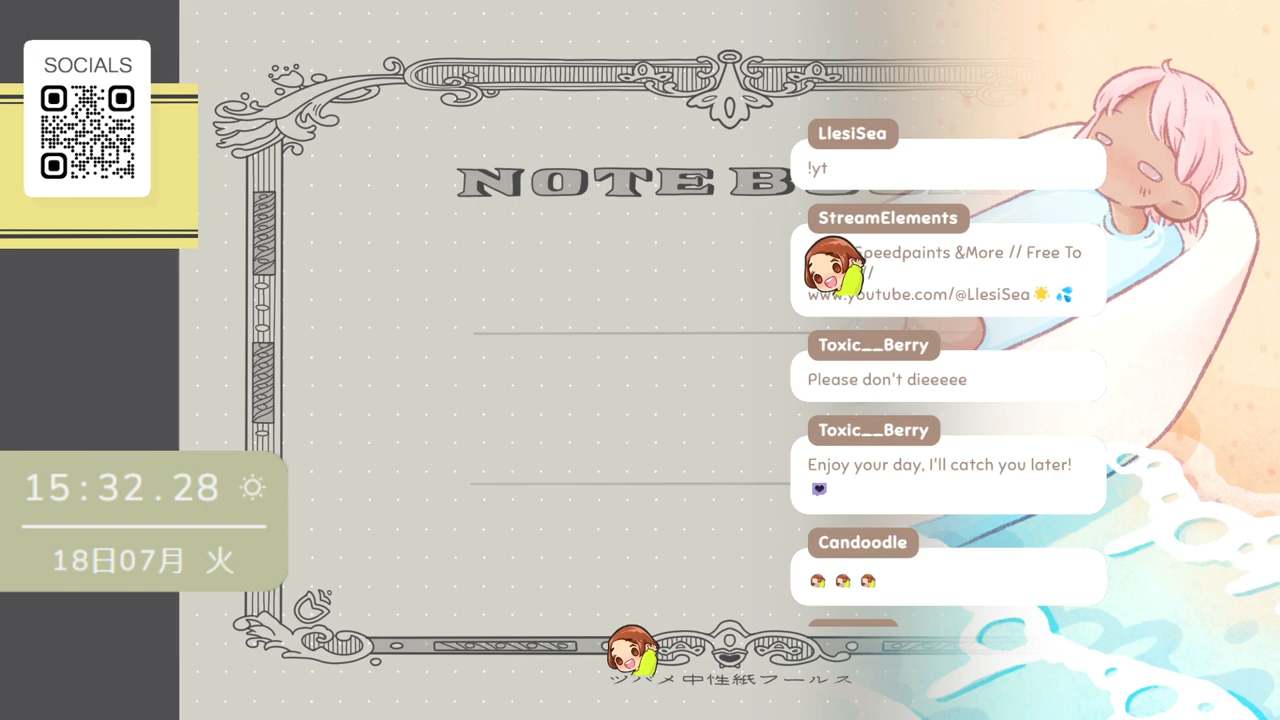 SOCIALS
NOTE B
LlesiSea
!yt
StreamElements
Speedpaints &More // Free To
//
www.youtube.com/@LlesiSea
Toxic__Berry
Please don't dieeeee
Toxic__Berry
Enjoy your day, I'll catch you later!
Candoodle
15:32.28
18日07月 火
ツバメ中性紙フールス